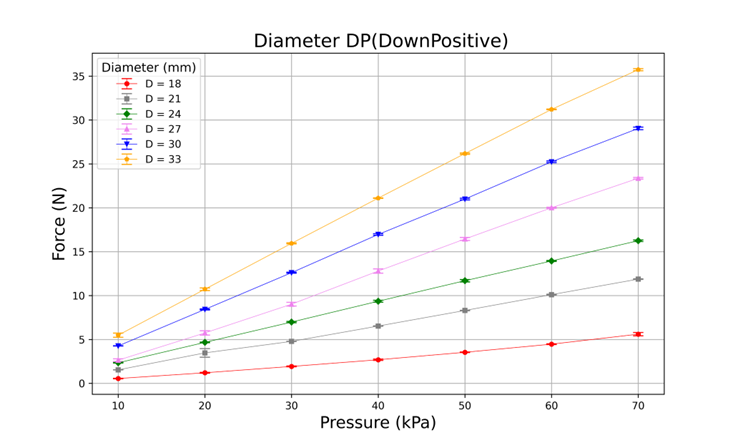 Diameter DP(DownPositive)
Diameter (mm)
D = 18
D = 21
D = 24
D = 27
D = 30
D = 33
Force (N)
35
30
25
20
15
10
5
0
10 20 30 40 50 60 70
Pressure (kPa)